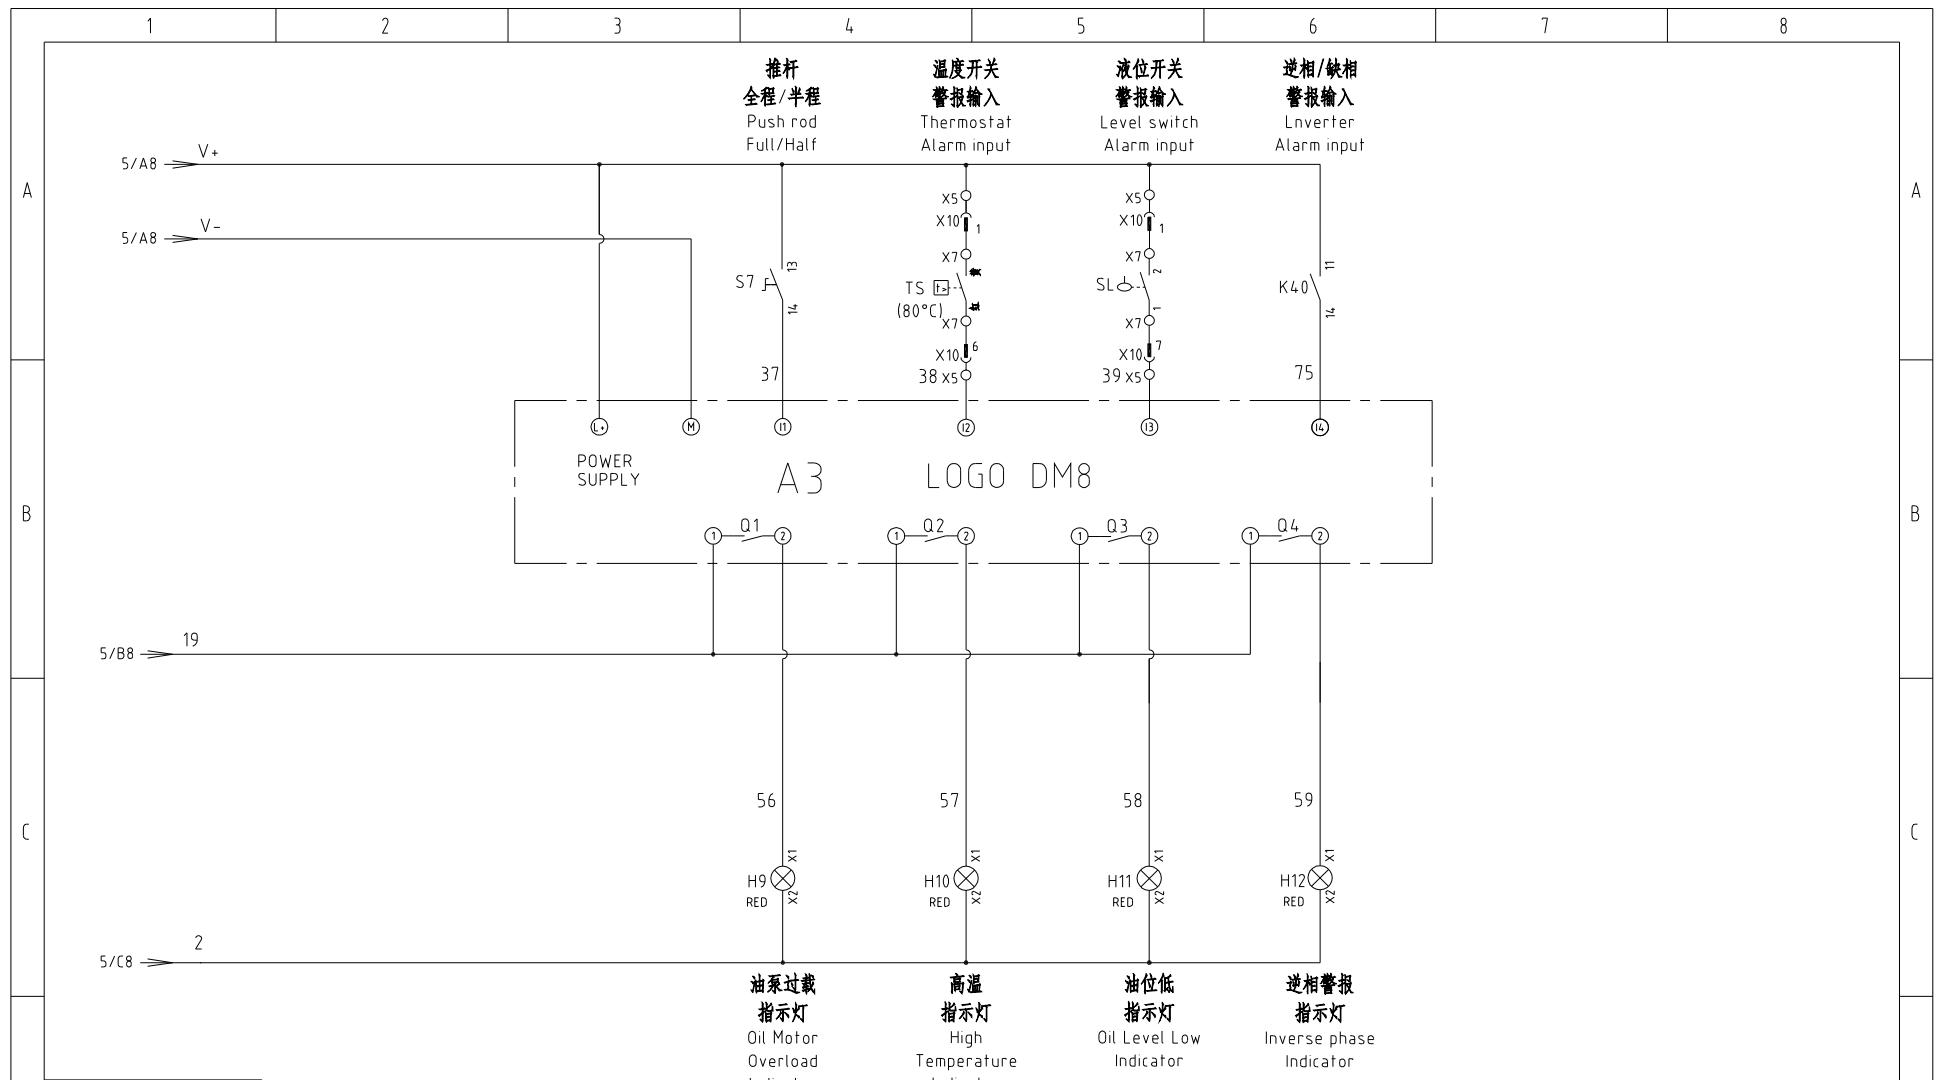 1 2 3 4 5 6 7 8
推杆
全程/半程
Push rod
Full/Half
温度开关
警报输入
Thermostat
Alarm input
液位开关
警报输入
Level switch
Alarm input
逆相/缺相
警报输入
Lnverter
Alarm input
A
A
5/A8
V+
5/A8
V-
S7
13
14
37
X5
X10
1
X7
TS
t>
(80°C)
红
X7
X10
6
38 X5
X5
X10
1
X7
2
SL
1
X7
X10
7
39 X5
11
K40
14
75
L+
M
I1
I2
I3
I4
POWER
SUPPLY
A3
LOGO DM8
B
B
1 Q1 2
1 Q2 2
1 Q3 2
1 Q4 2
5/B8
19
56
57
58
59
C
C
H9
RED
X1
X2
H10
RED
X1
X2
H11
RED
X1
X2
H12
RED
X1
X2
5/C8
2
油泵过载
指示灯
Oil Motor
Overload
高温
指示灯
High
Temperature
油位低
指示灯
Oil Level Low
Indicator
逆相警报
指示灯
Inverse phase
Indicator